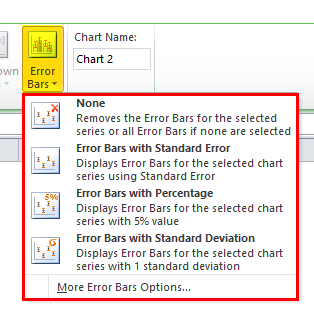 own
Error
Bars
Chart Name:
Chart 2
None
Removes the Error Bars for the selected
series or all Error Bars if none are selected
Error Bars with Standard Error
Displays Error Bars for the selected chart
series using Standard Error
5%
Error Bars with Percentage
Displays Error Bars for the selected chart
series with 5% value
Error Bars with Standard Deviation
Displays Error Bars for the selected chart
series with 1 standard deviation
More Error Bars Options...